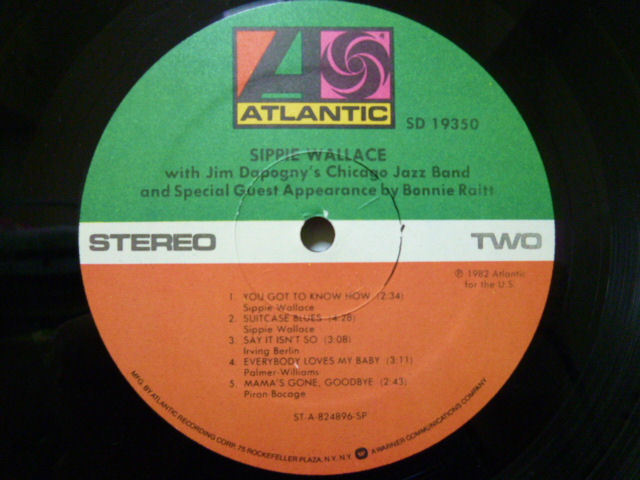 ATLANTIC
SD 19350
SIPPIE WALLACE
with Jim Dapogny's Chicago Jazz Band
and Special Guest Appearance by Bonnie Raitt
STEREO
TWO
℗ 1982 Atlantic
for the U.S.
1. YOU GOT TO KNOW HOW (2:34)
Sippie Wallace
2. SUITCASE BLUES (4:28)
Sippie Wallace
3. SAY IT ISN'T SO (3:08)
Irving Berlin
4. EVERYBODY LOVES MY BABY (3:11)
Palmer-Williams
5. MAMA'S GONE, GOODBYE (2:43)
Piron Bocage
ST-A-824896-SP
MFG. BY ATLANTIC RECORDING CORP. 75 ROCKEFELLER PLAZA, N.Y. N.Y. A WARNER COMMUNICATIONS COMPANY